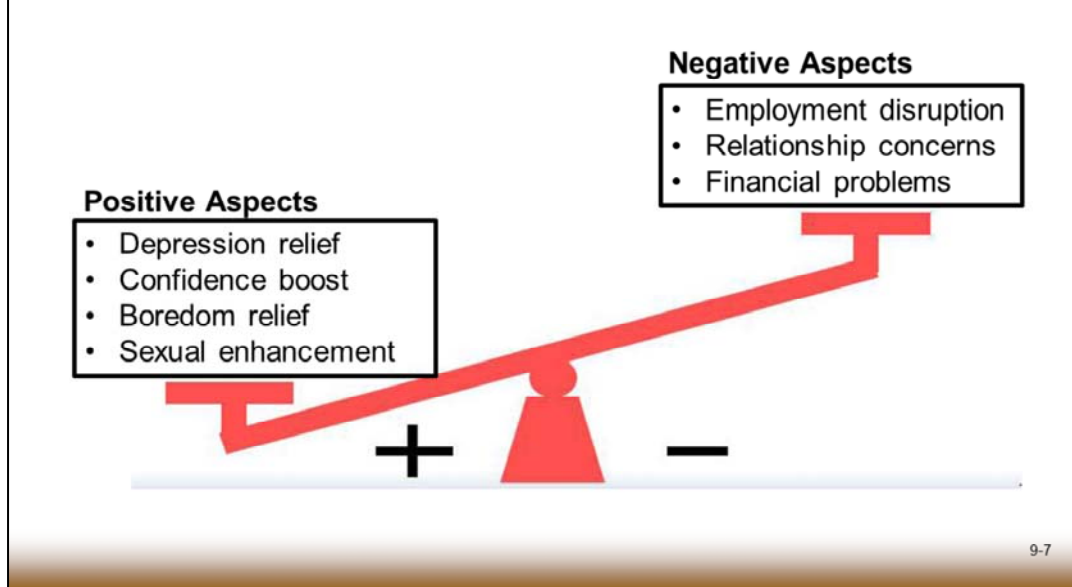 Negative Aspects
• Employment disruption
• Relationship concerns
• Financial problems
Positive Aspects
• Depression relief
• Confidence boost
• Boredom relief
• Sexual enhancement
+ −
9-7